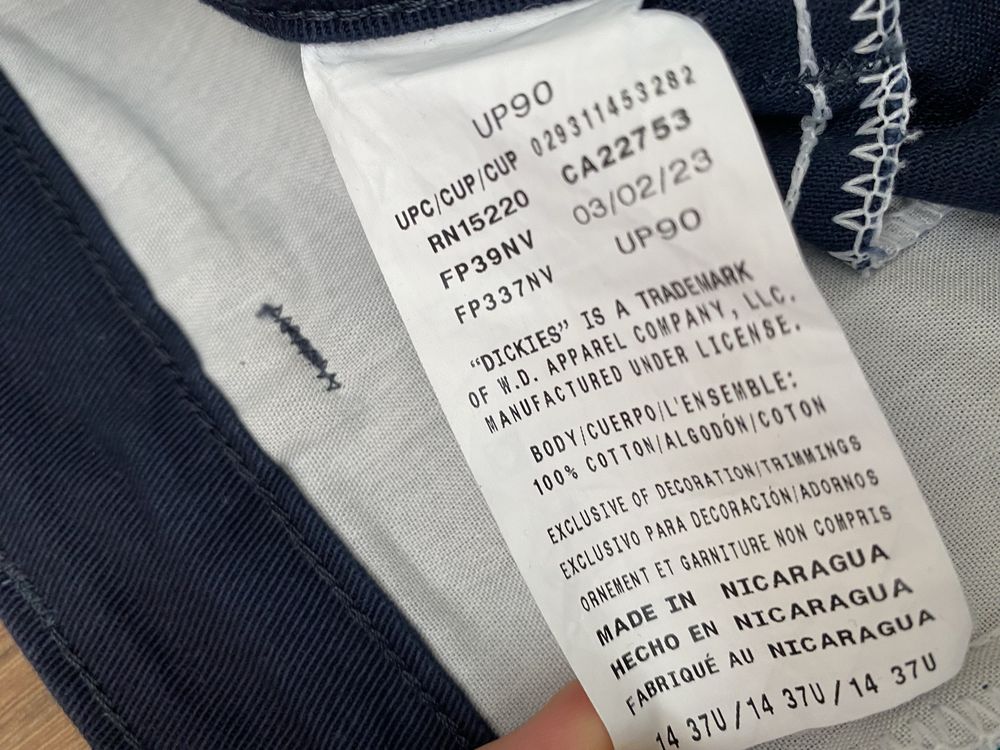 UP90
UPC/CUP/CUP 029311453282
RN15220 CA22753
FP39NV 03/02/23
FP337NV UP90
“DICKIES” IS A TRADEMARK
OF W.D. APPAREL COMPANY, LLC.
MANUFACTURED UNDER LICENSE.
BODY/CUERPO/L'ENSEMBLE:
100% COTTON/ALGODÓN/COTON
EXCLUSIVE OF DECORATION/TRIMMINGS
EXCLUSIVO PARA DECORACIÓN/ADORNOS
ORNEMENT ET GARNITURE NON COMPRIS
MADE IN NICARAGUA
HECHO EN NICARAGUA
FABRIQUÉ AU NICARAGUA
14 37U/14 37U/14 37U